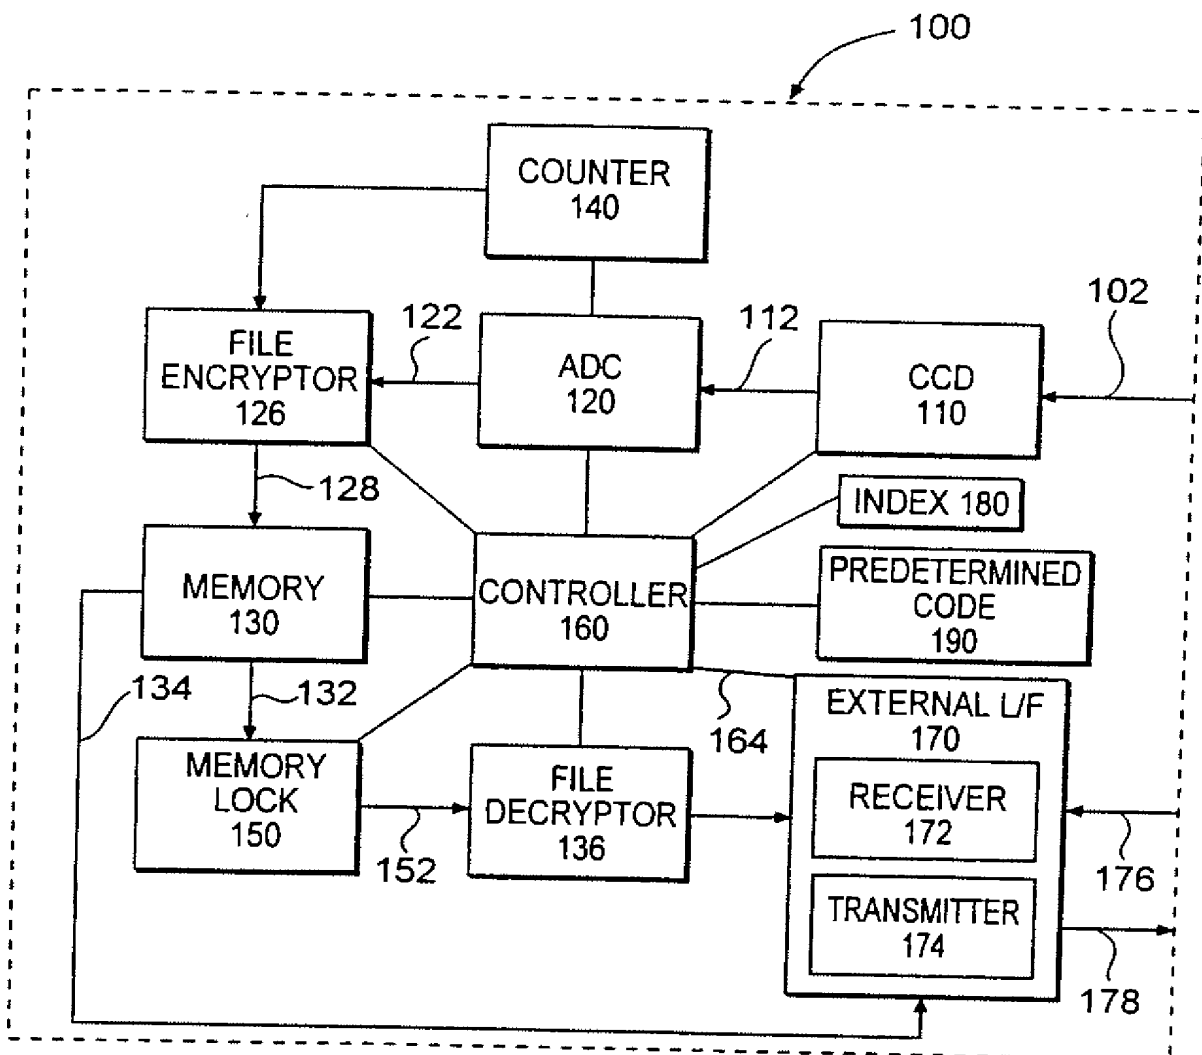 100
COUNTER
140
102
122
112
FILE
ENCRYPTOR
126
ADC
120
CCD
110
128
INDEX 180
MEMORY
130
CONTROLLER
160
PREDETERMINED
CODE
190
134
132
164
EXTERNAL L/F
170
MEMORY
LOCK
150
FILE
DECRYPTOR
136
RECEIVER
172
152
176
TRANSMITTER
174
178